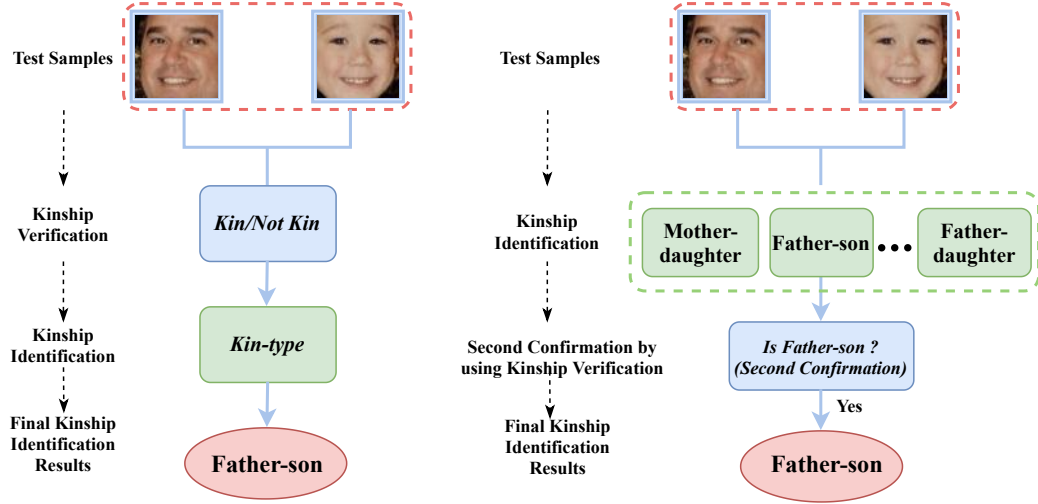 Test Samples
Kinship
Verification
Kinship
Identification
Final Kinship
Identification
Results
Kin/Not Kin
Kin-type
Father-son
Test Samples
Kinship
Identification
Second Confirmation by
using Kinship Verification
Final Kinship
Identification
Results
Mother-
daughter
Father-son
•••
Father-
daughter
Is Father-son ?
(Second Confirmation)
Yes
Father-son